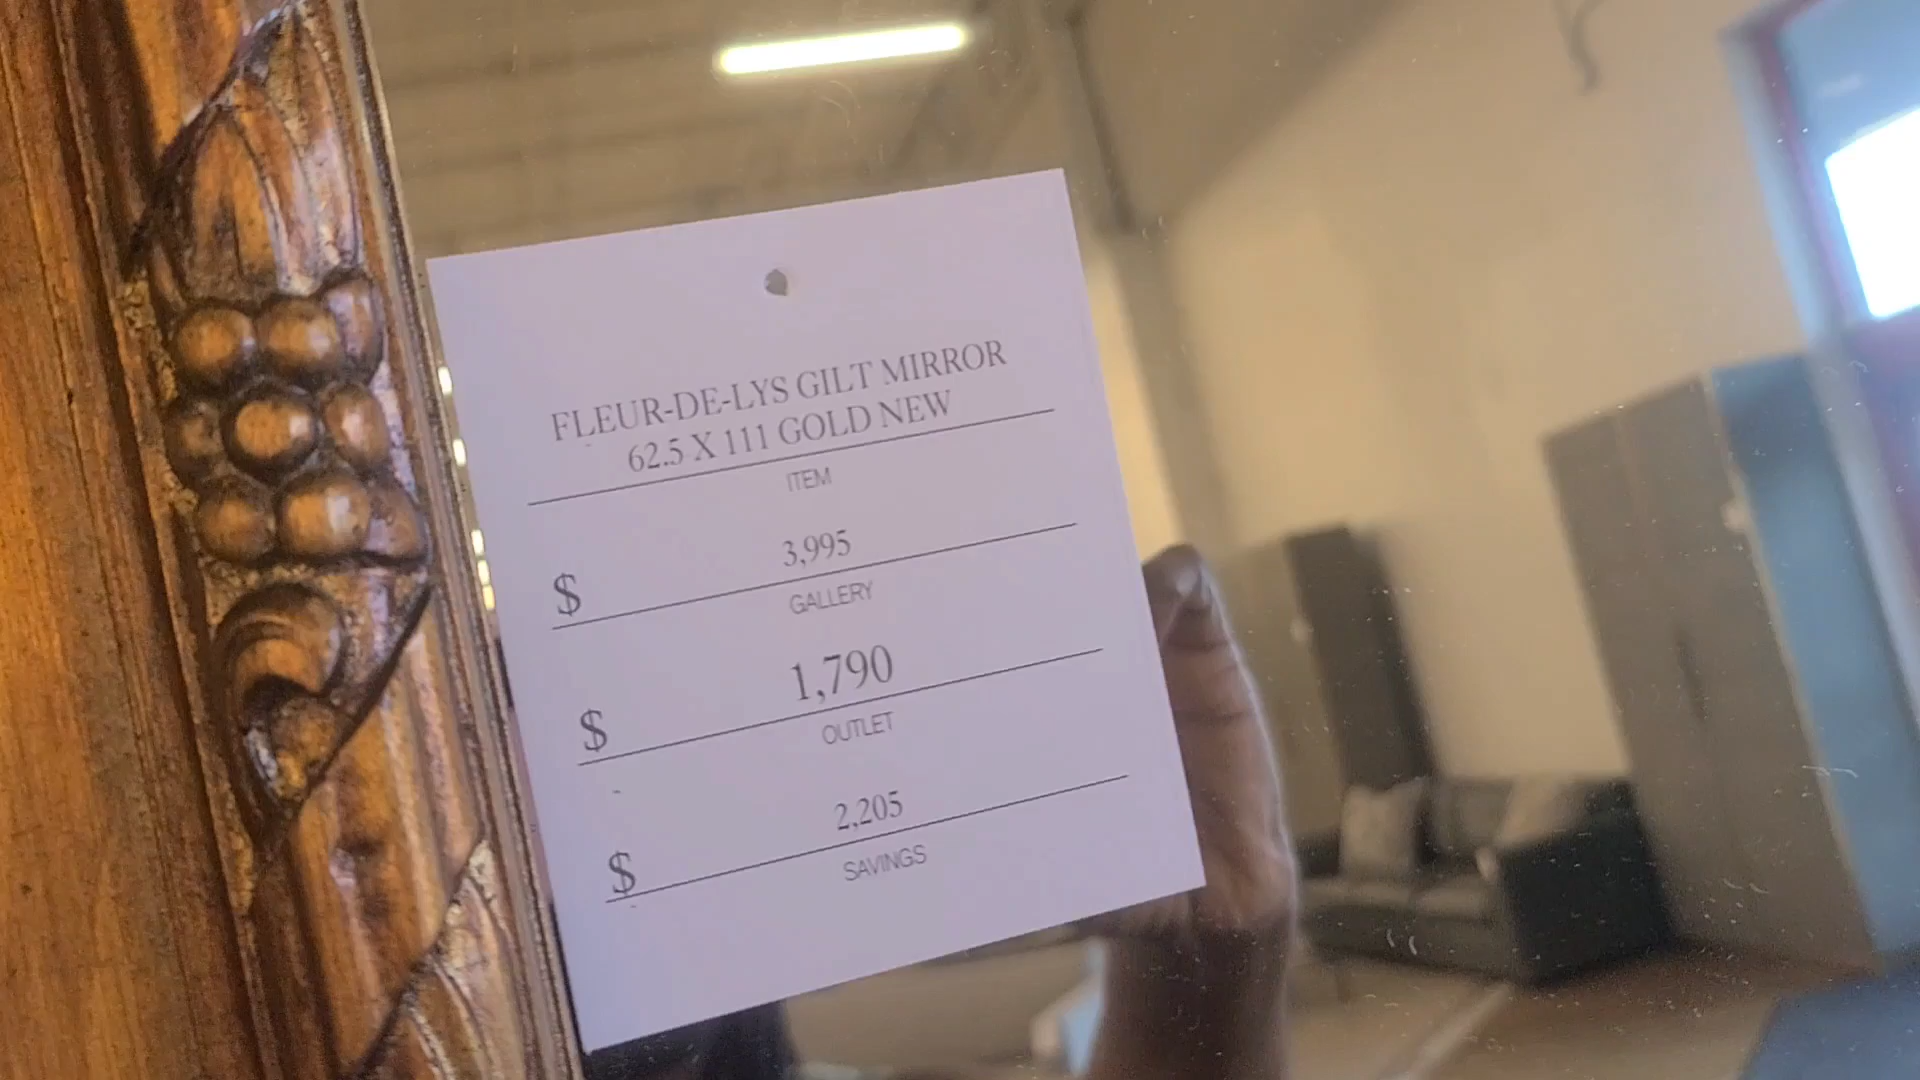 FLEUR-DE-LYS GILT MIRROR
62.5 X 111 GOLD NEW
ITEM
$ 3,995
GALLERY
$ 1,790
OUTLET
$ 2,205
SAVINGS